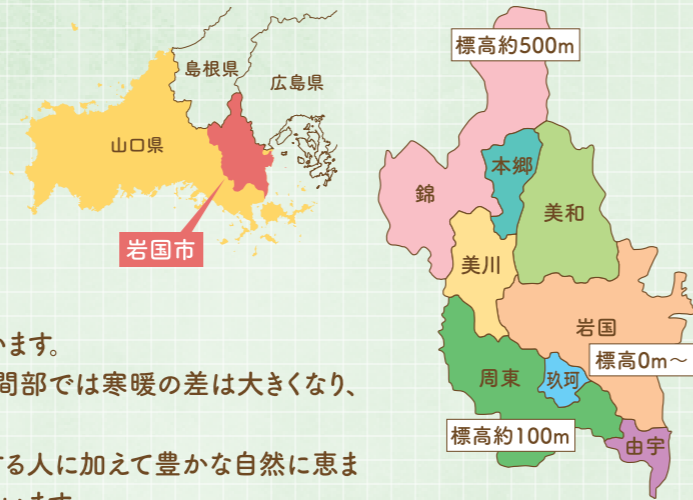 島根県
広島県
山口県
岩国市
標高約500m
本郷
錦
美和
美川
岩国
標高0m〜
周東
玖珂
標高約100m
由宇
います。
間部では寒暖の差は大きくなり、
する人に加えて豊かな自然に恵ま
います